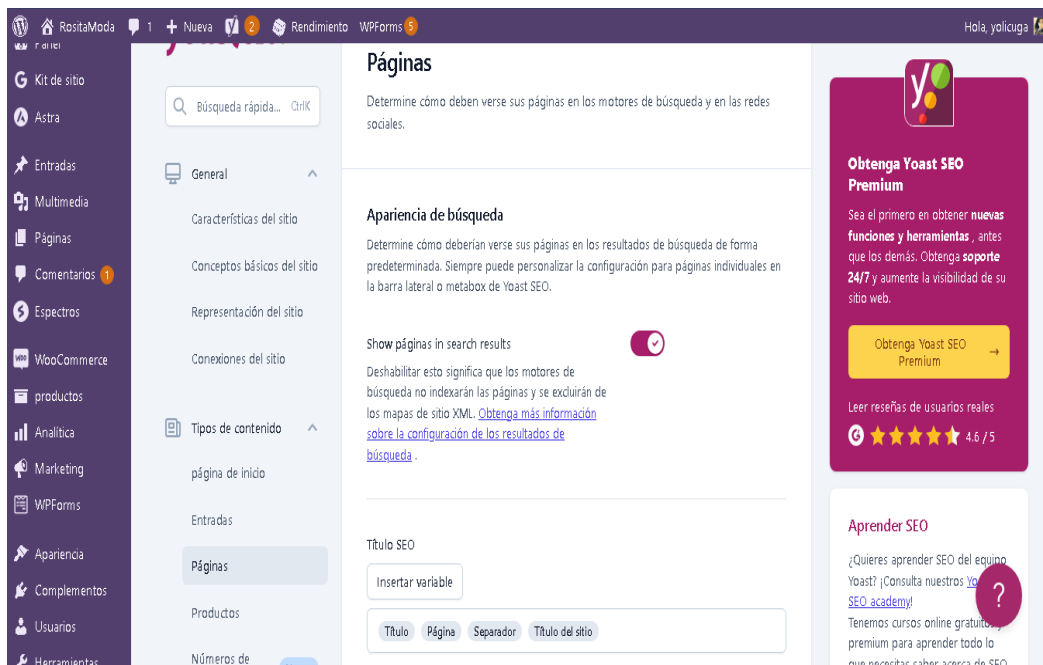 RositaModa 1 + Nueva 2 Rendimiento WPForms 5 Hola, yolicuga
Panel
Kit de sitio
Astra
Entradas
Multimedia
Páginas
Comentarios 1
Espectros
WooCommerce
productos
Analítica
Marketing
WPForms
Apariencia
Complementos
Usuarios
Herramientas
Búsqueda rápida... CtrlK
General
Características del sitio
Conceptos básicos del sitio
Representación del sitio
Conexiones del sitio
Tipos de contenido
página de inicio
Entradas
Páginas
Productos
Números de
Páginas
Determine cómo deben verse sus páginas en los motores de búsqueda y en las redes
sociales.
Apariencia de búsqueda
Determine cómo deberían verse sus páginas en los resultados de búsqueda de forma
predeterminada. Siempre puede personalizar la configuración para páginas individuales en
la barra lateral o metabox de Yoast SEO.
Show páginas in search results
Deshabilitar esto significa que los motores de
búsqueda no indexarán las páginas y se excluirán de
los mapas de sitio XML. Obtenga más información
sobre la configuración de los resultados de
búsqueda .
Título SEO
Insertar variable
Título Página Separador Título del sitio
Obtenga Yoast SEO
Premium
Sea el primero en obtener nuevas
funciones y herramientas , antes
que los demás. Obtenga soporte
24/7 y aumente la visibilidad de su
sitio web.
Obtenga Yoast SEO
Premium →
Leer reseñas de usuarios reales
4.6 / 5
Aprender SEO
¿Quieres aprender SEO del equipo
Yoast? ¡Consulta nuestros
SEO academy!
Tenemos cursos online gratuitos y
premium para aprender todo lo
que necesitas saber acerca de SEO
?